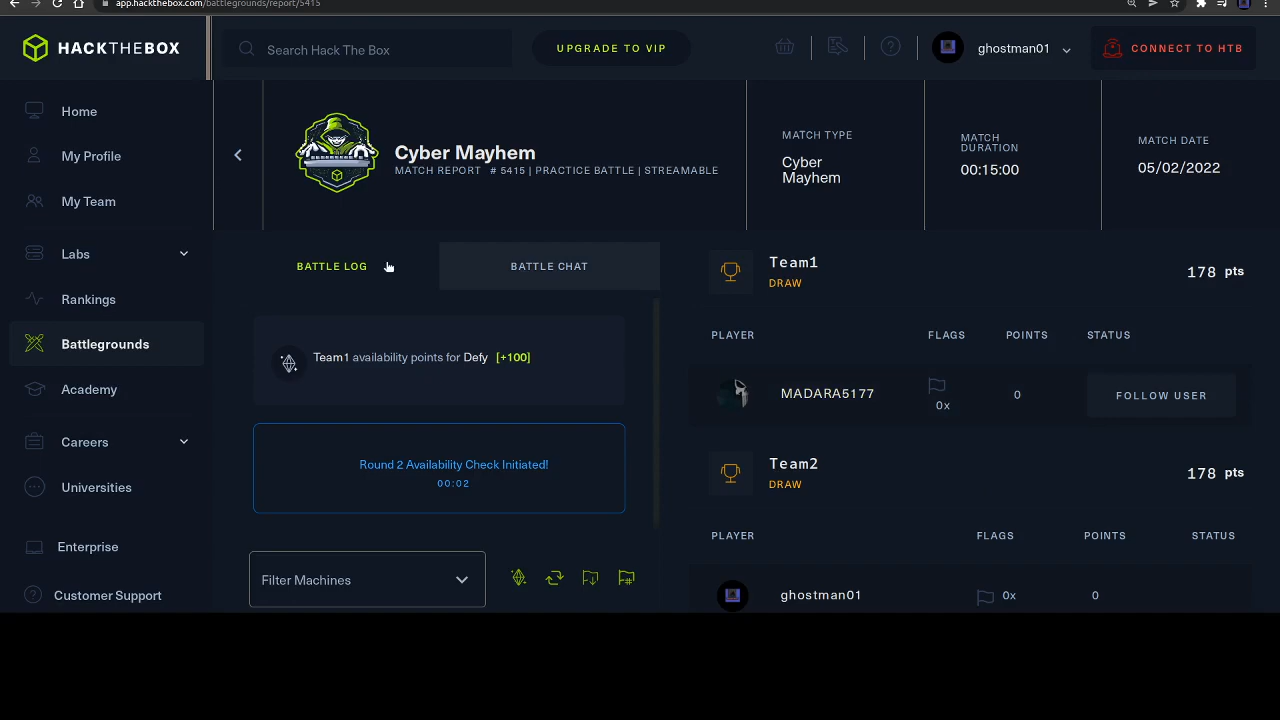 app.hackthebox.com/battlegrounds/report/5415
HACKTHEBOX
Search Hack The Box
UPGRADE TO VIP
ghostman01
CONNECT TO HTB
Home
My Profile
My Team
Labs
Rankings
Battlegrounds
Academy
Careers
Universities
Enterprise
Customer Support
Cyber Mayhem
MATCH REPORT # 5415 | PRACTICE BATTLE | STREAMABLE
MATCH TYPE
Cyber
Mayhem
MATCH
DURATION
00:15:00
MATCH DATE
05/02/2022
BATTLE LOG
BATTLE CHAT
Team1 availability points for Defy [+100]
Round 2 Availability Check Initiated!
00:02
Filter Machines
Team1
DRAW
178 pts
PLAYER FLAGS POINTS STATUS
MADARA5177 0x 0 FOLLOW USER
Team2
DRAW
178 pts
PLAYER FLAGS POINTS STATUS
ghostman01 0x 0